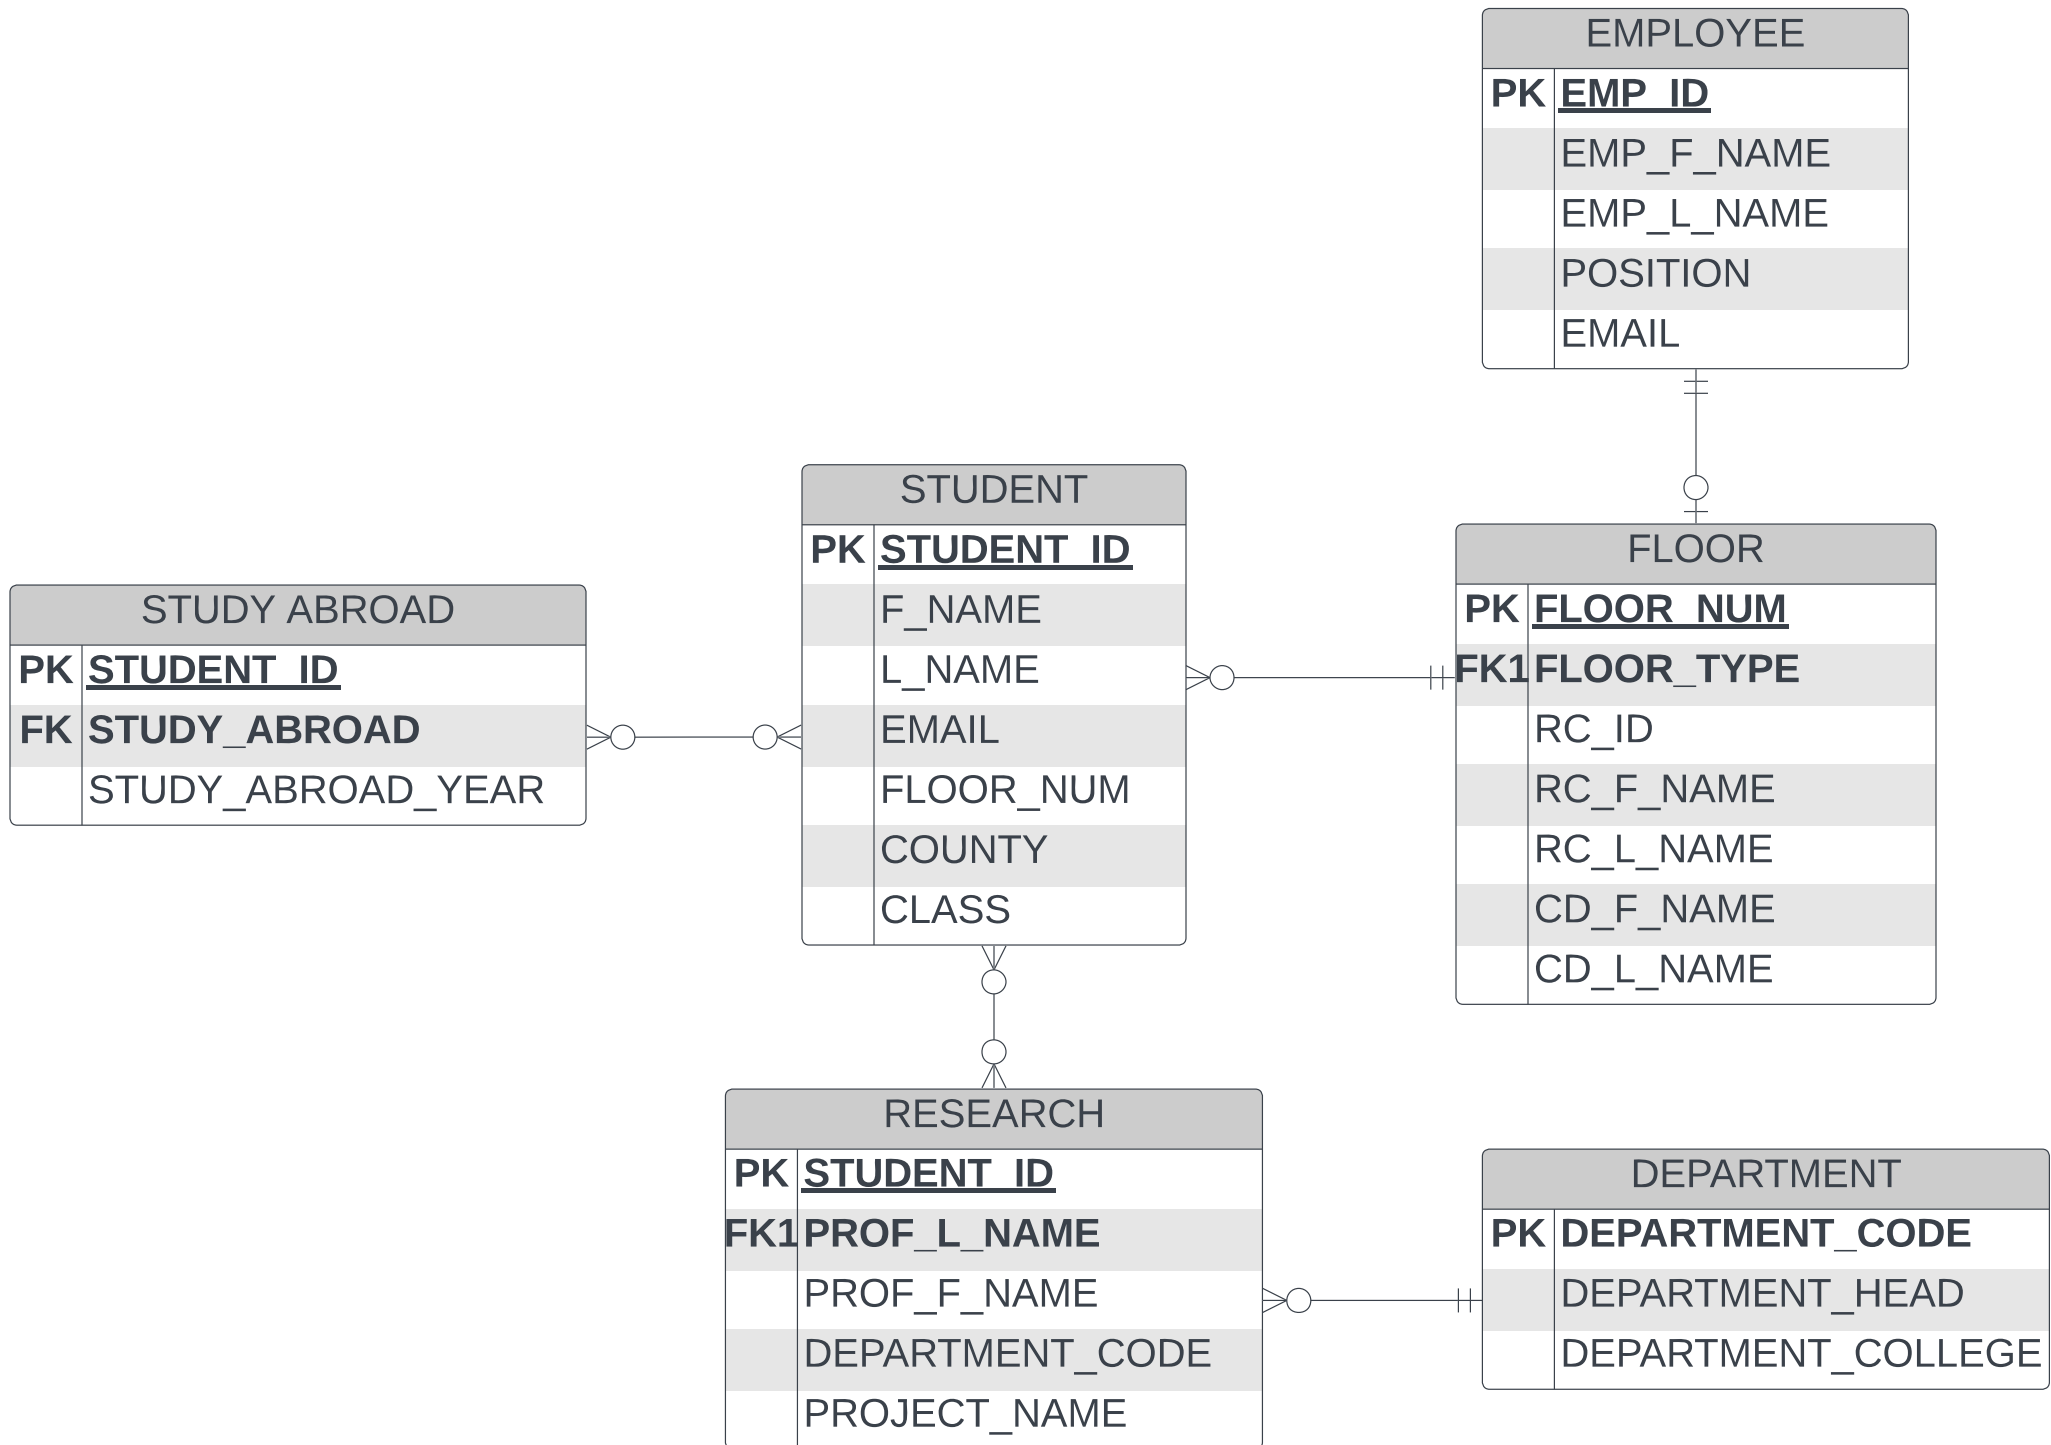 EMPLOYEE
PK EMP_ID
EMP_F_NAME
EMP_L_NAME
POSITION
EMAIL
STUDENT
PK STUDENT_ID
F_NAME
L_NAME
EMAIL
FLOOR_NUM
COUNTY
CLASS
FLOOR
PK FLOOR_NUM
FK1 FLOOR_TYPE
RC_ID
RC_F_NAME
RC_L_NAME
CD_F_NAME
CD_L_NAME
STUDY ABROAD
PK STUDENT_ID
FK STUDY_ABROAD
STUDY_ABROAD_YEAR
RESEARCH
PK STUDENT_ID
FK1 PROF_L_NAME
PROF_F_NAME
DEPARTMENT_CODE
PROJECT_NAME
DEPARTMENT
PK DEPARTMENT_CODE
DEPARTMENT_HEAD
DEPARTMENT_COLLEGE